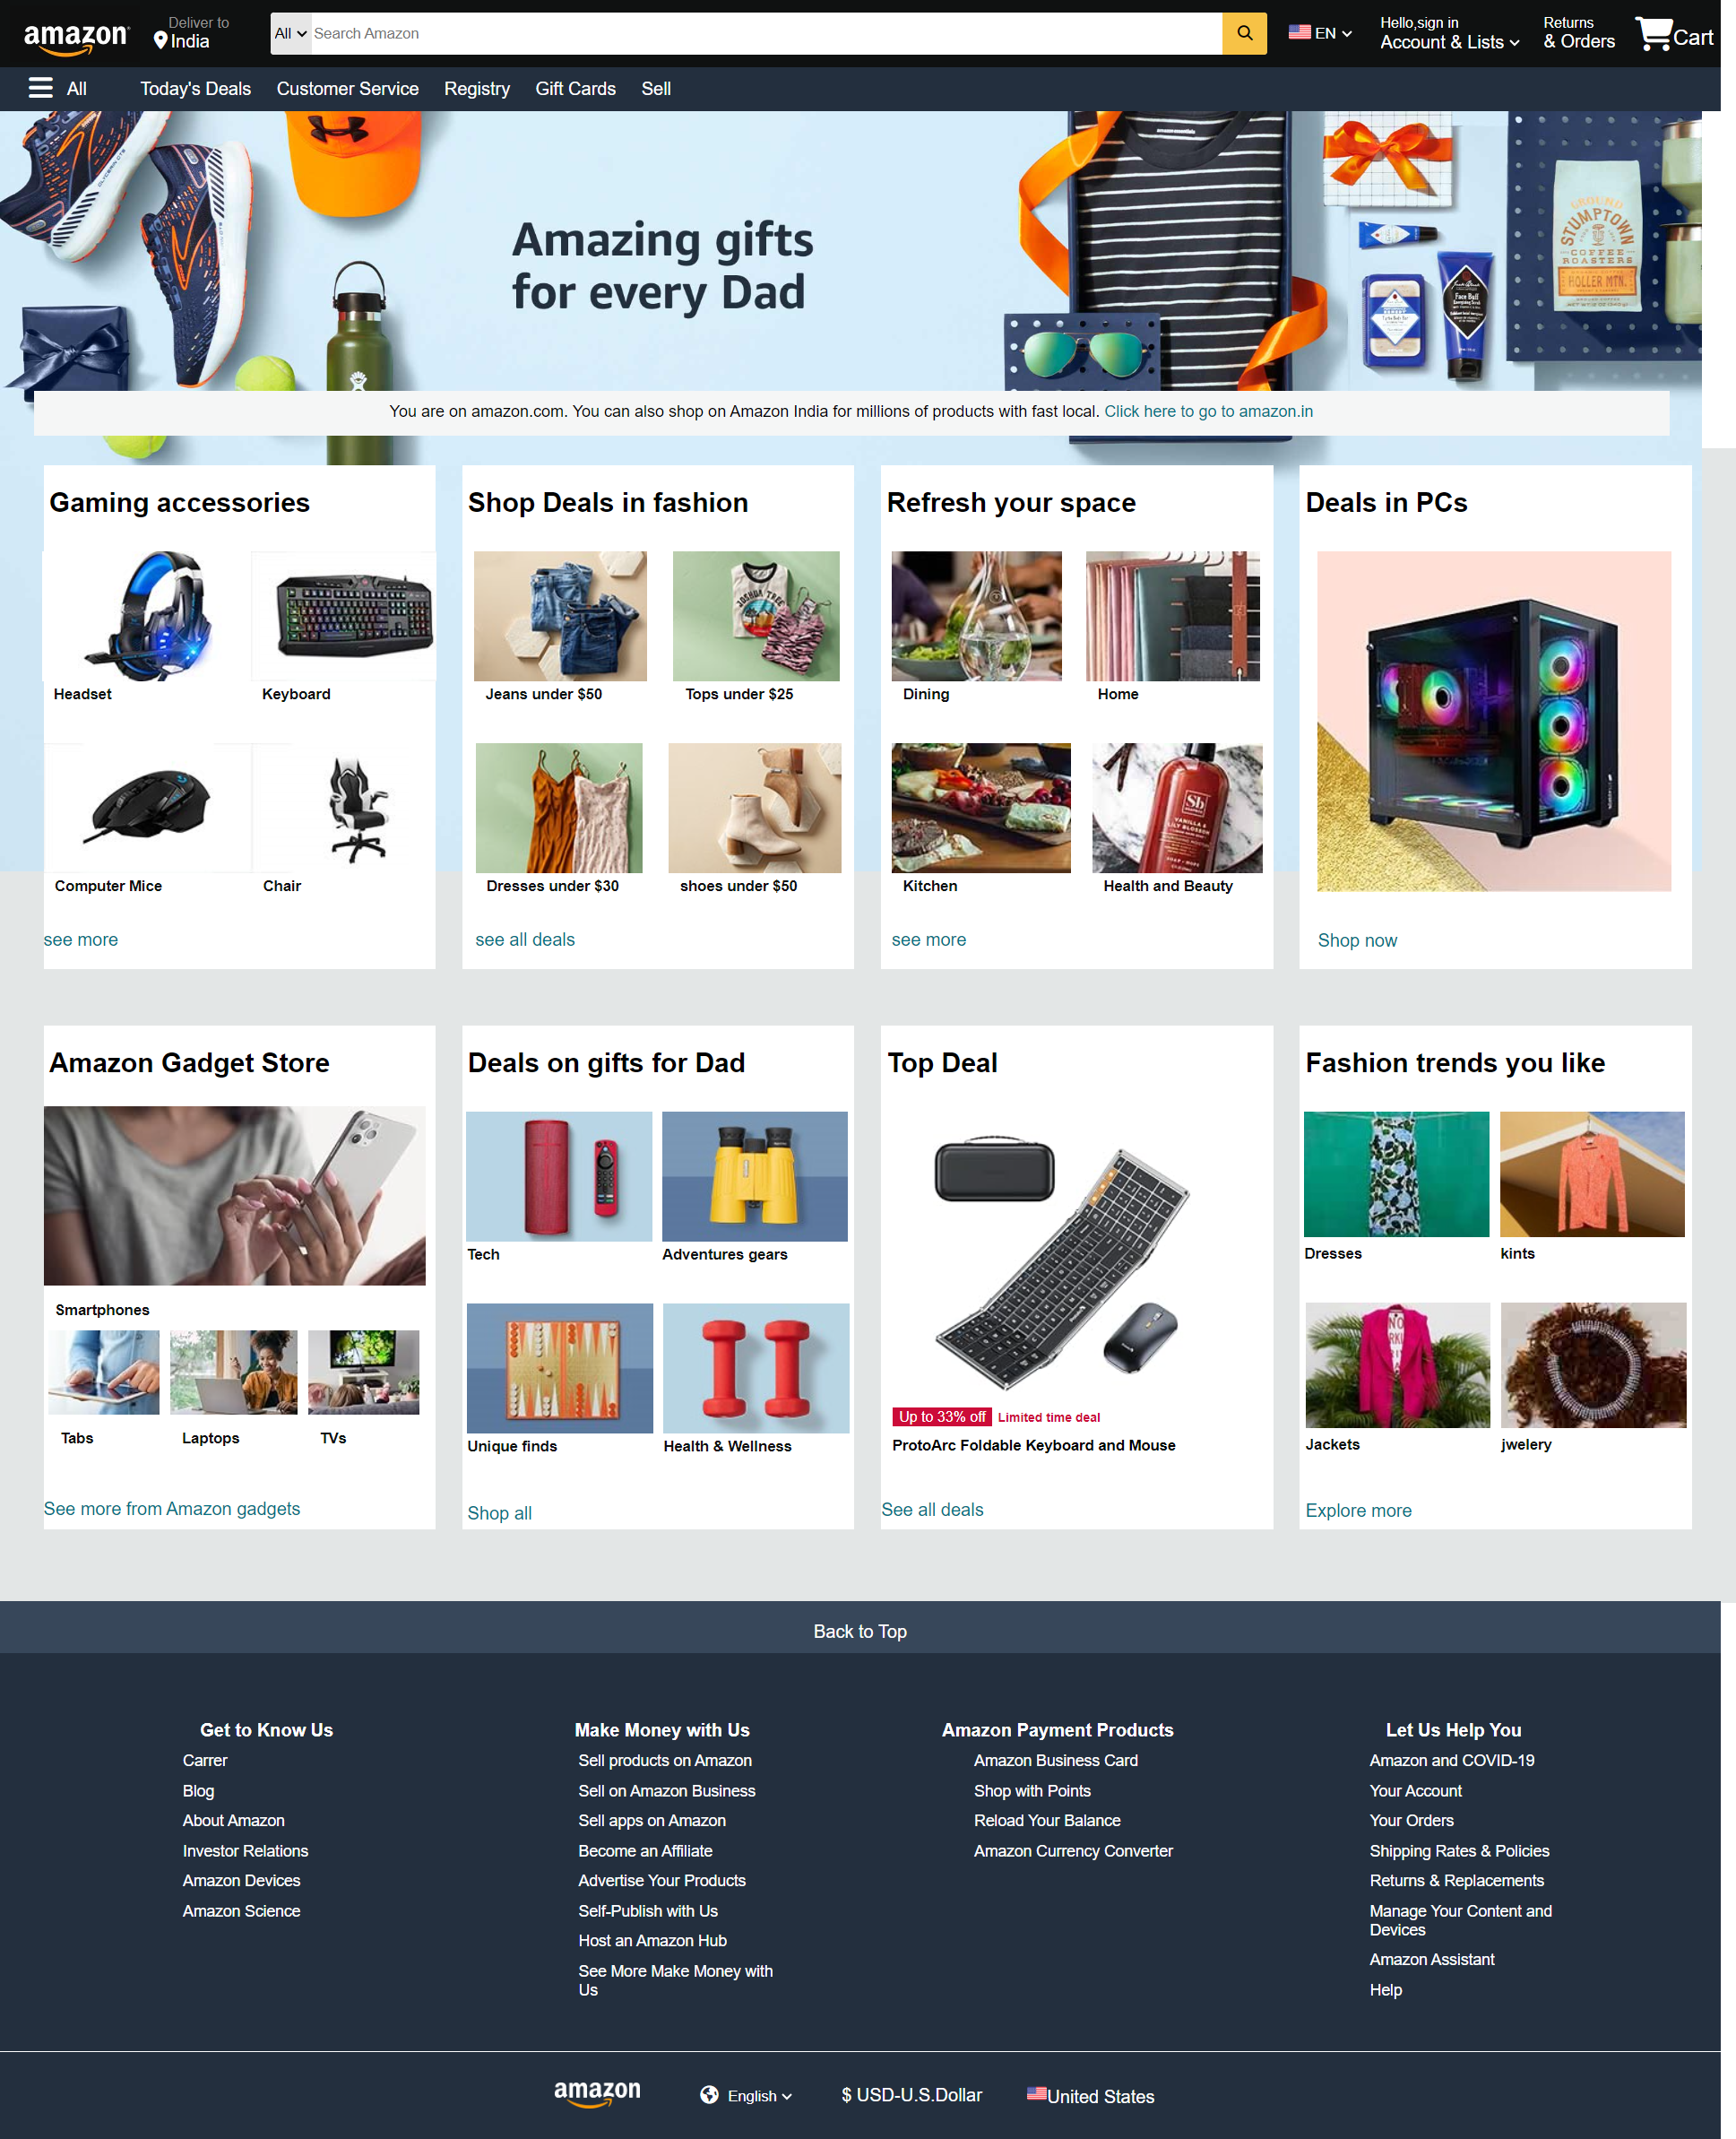 amazon
Deliver to
India
All
Search Amazon
EN
Hello,sign in
Account & Lists
Returns
& Orders
Cart
All
Today's Deals
Customer Service
Registry
Gift Cards
Sell
Amazing gifts
for every Dad
GROUND
STUMPTOWN
COFFEE
ROASTERS
HOLLER MTN.
You are on amazon.com. You can also shop on Amazon India for millions of products with fast local. Click here to go to amazon.in
Gaming accessories
Headset
Keyboard
Computer Mice
Chair
see more
Shop Deals in fashion
JOSHUA TREE
Jeans under $50
Tops under $25
Dresses under $30
shoes under $50
see all deals
Refresh your space
Dining
Home
Sb
VANILLA &
LILY BLOSSOM
Kitchen
Health and Beauty
see more
Deals in PCs
Shop now
Amazon Gadget Store
Smartphones
Tabs
Laptops
TVs
See more from Amazon gadgets
Deals on gifts for Dad
Tech
Adventures gears
Unique finds
Health & Wellness
Shop all
Top Deal
Up to 33% off
Limited time deal
ProtoArc Foldable Keyboard and Mouse
See all deals
Fashion trends you like
Dresses
kints
Jackets
jwelery
Explore more
Back to Top
Get to Know Us
Carrer
Blog
About Amazon
Investor Relations
Amazon Devices
Amazon Science
Make Money with Us
Sell products on Amazon
Sell on Amazon Business
Sell apps on Amazon
Become an Affiliate
Advertise Your Products
Self-Publish with Us
Host an Amazon Hub
See More Make Money with
Us
Amazon Payment Products
Amazon Business Card
Shop with Points
Reload Your Balance
Amazon Currency Converter
Let Us Help You
Amazon and COVID-19
Your Account
Your Orders
Shipping Rates & Policies
Returns & Replacements
Manage Your Content and
Devices
Amazon Assistant
Help
amazon
English
$ USD-U.S.Dollar
United States